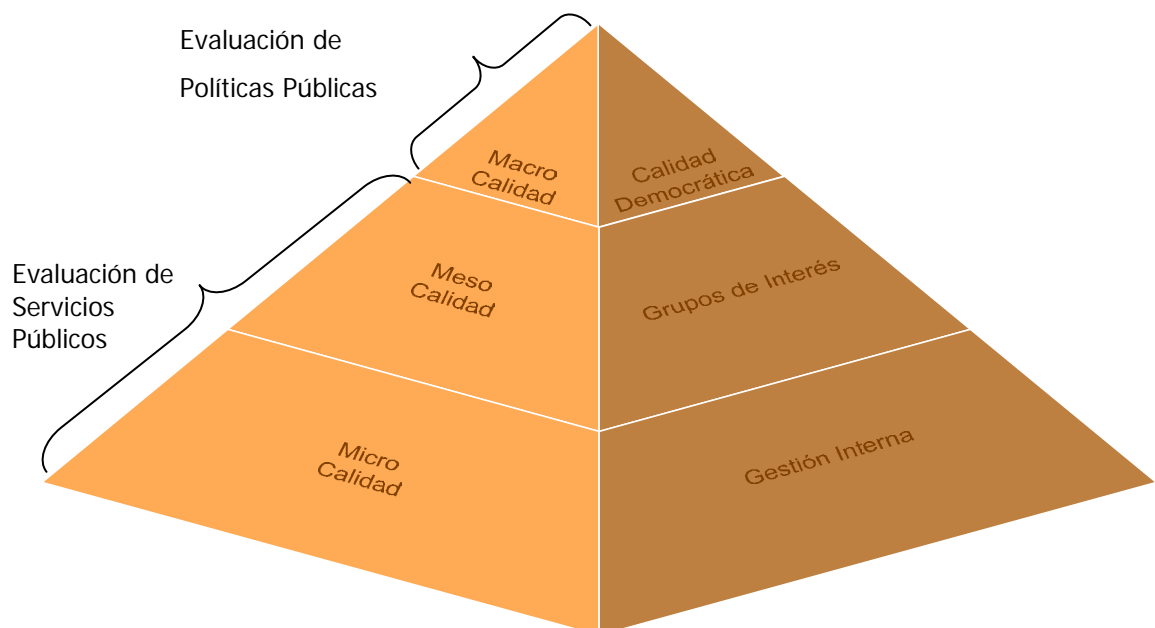 Evaluación de
Políticas Públicas
Macro
Calidad
Calidad
Democrática
Evaluación de
Servicios
Públicos
Meso
Calidad
Grupos de Interés
Micro
Calidad
Gestión Interna